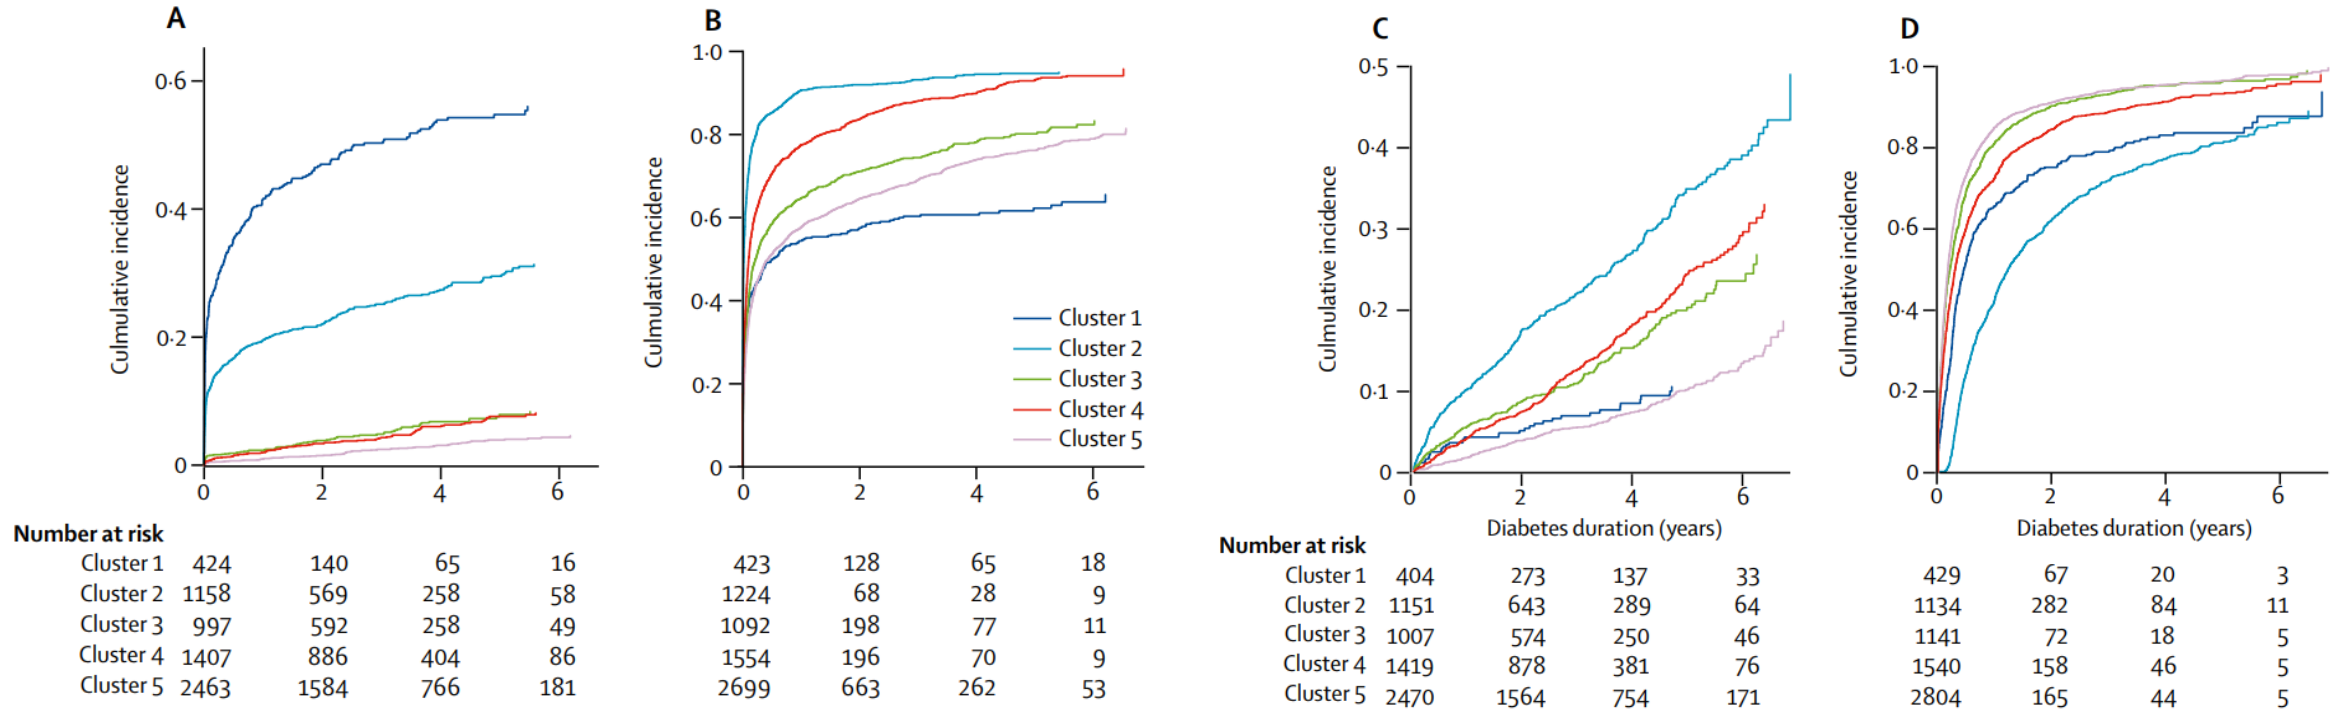 A
B
C
D
Culmulative incidence
0·6
0·4
0·2
0
0 2 4 6
Culmulative incidence
1·0
0·8
0·6
0·4
0·2
0
0 2 4 6
Cluster 1
Cluster 2
Cluster 3
Cluster 4
Cluster 5
Culmulative incidence
0·5
0·4
0·3
0·2
0·1
0
0 2 4 6
Diabetes duration (years)
Culmulative incidence
1·0
0·8
0·6
0·4
0·2
0
0 2 4 6
Diabetes duration (years)
Number at risk
Cluster 1 424 140 65 16
Cluster 2 1158 569 258 58
Cluster 3 997 592 258 49
Cluster 4 1407 886 404 86
Cluster 5 2463 1584 766 181
423 128 65 18
1224 68 28 9
1092 198 77 11
1554 196 70 9
2699 663 262 53
Number at risk
Cluster 1 404 273 137 33
Cluster 2 1151 643 289 64
Cluster 3 1007 574 250 46
Cluster 4 1419 878 381 76
Cluster 5 2470 1564 754 171
429 67 20 3
1134 282 84 11
1141 72 18 5
1540 158 46 5
2804 165 44 5